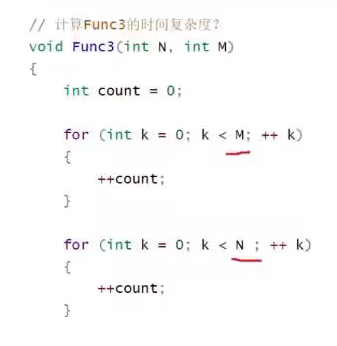 // 计算Func3的时间复杂度？
void Func3(int N, int M)
{
int count = 0;
for (int k = 0; k < M; ++ k)
{
++count;
}
for (int k = 0; k < N ; ++ k)
{
++count;
}